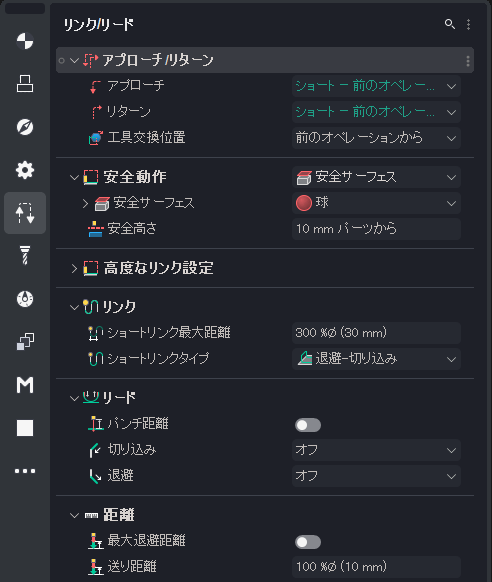 リンク/リード
アプローチ/リターン
アプローチ ショート - 前のオペレー...
リターン ショート - 前のオペレー...
工具交換位置 前のオペレーションから
安全動作 安全サーフェス
安全サーフェス 球
安全高さ 10 mm パーツから
高度なリンク設定
リンク
ショートリンク最大距離 300 %Ø (30 mm)
ショートリンクタイプ 退避-切り込み
リード
パンチ距離
切り込み オフ
退避 オフ
距離
最大退避距離
送り距離 100 %Ø (10 mm)